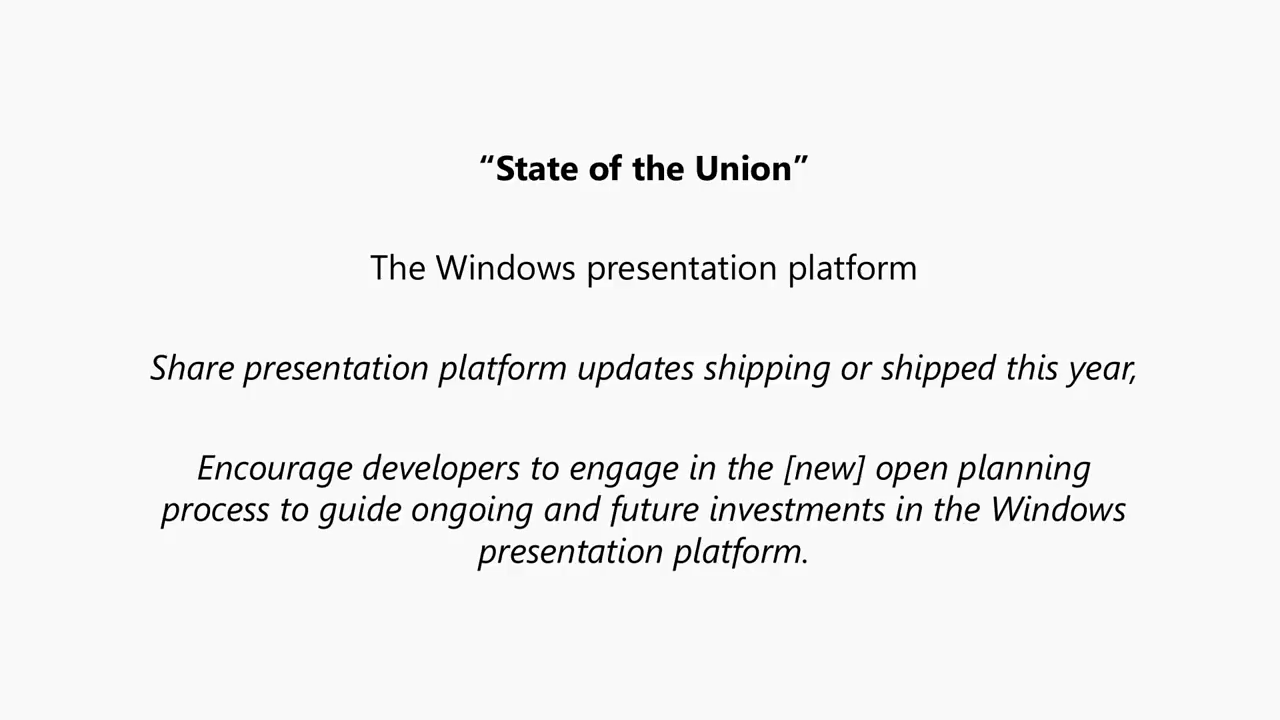 “State of the Union”
The Windows presentation platform
Share presentation platform updates shipping or shipped this year,
Encourage developers to engage in the [new] open planning
process to guide ongoing and future investments in the Windows
presentation platform.